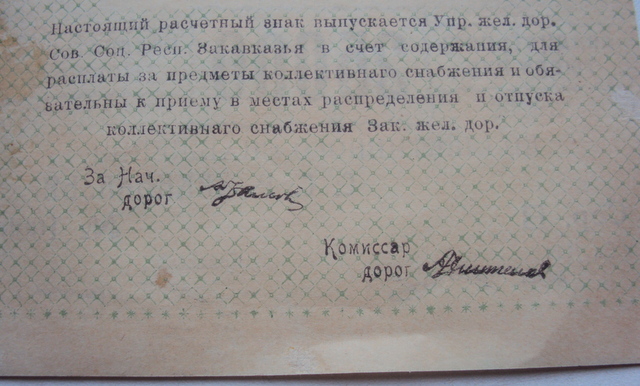 Настоящий расчетный знак выпускается Упр. жел. дор.
Сов Соц. Респ. Закавказья в счет содержания, для
расплаты за предметы коллективнаго снабжения и обя-
зательны к приему в местах распределения и отпуска
коллективнаго снабжения Зак. жел. дор.
За Нач.
дорог
Комиссар
дорог